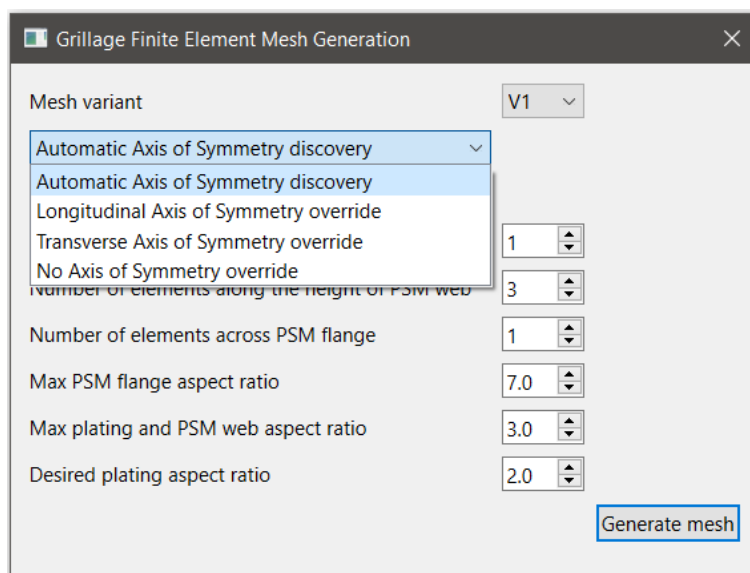 Grillage Finite Element Mesh Generation
Mesh variant
V1
Automatic Axis of Symmetry discovery
Automatic Axis of Symmetry discovery
Longitudinal Axis of Symmetry override
Transverse Axis of Symmetry override
1
No Axis of Symmetry override
Number of elements along the height of PSM web
3
Number of elements across PSM flange
1
Max PSM flange aspect ratio
7.0
Max plating and PSM web aspect ratio
3.0
Desired plating aspect ratio
2.0
Generate mesh